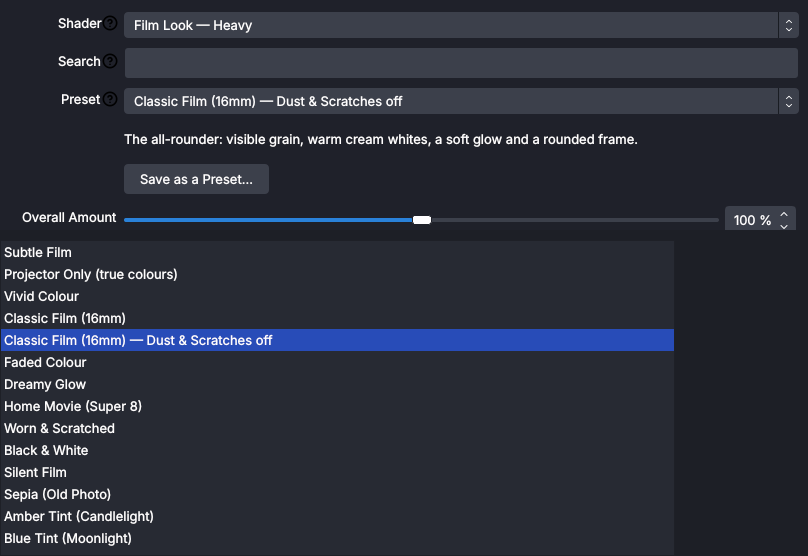 Shader ? Film Look — Heavy
Search ?
Preset ? Classic Film (16mm) — Dust & Scratches off
The all-rounder: visible grain, warm cream whites, a soft glow and a rounded frame.
Save as a Preset...
Overall Amount 100 %
Subtle Film
Projector Only (true colours)
Vivid Colour
Classic Film (16mm)
Classic Film (16mm) — Dust & Scratches off
Faded Colour
Dreamy Glow
Home Movie (Super 8)
Worn & Scratched
Black & White
Silent Film
Sepia (Old Photo)
Amber Tint (Candlelight)
Blue Tint (Moonlight)